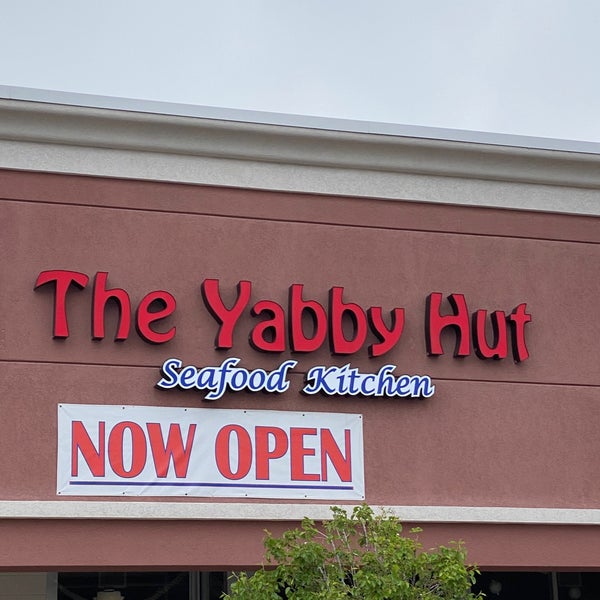 The Yabby Hut
Seafood Kitchen
NOW OPEN